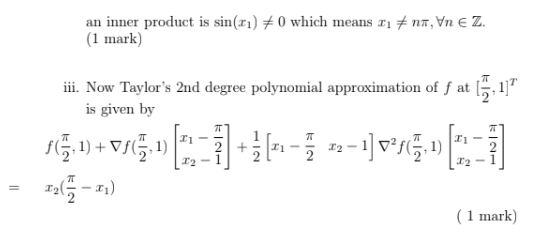 an inner product is sin(x₁) ≠ 0 which means x₁ ≠ nπ, ∀n ∈ ℤ.
(1 mark)
iii. Now Taylor's 2nd degree polynomial approximation of f at [π/2, 1]ᵀ
is given by
f(π/2, 1) + ∇f(π/2, 1) [x₁ − π/2; x₂ − 1] + 1/2 [x₁ − π/2  x₂ − 1] ∇²f(π/2, 1) [x₁ − π/2; x₂ − 1]
= x₂(π/2 − x₁)
( 1 mark)